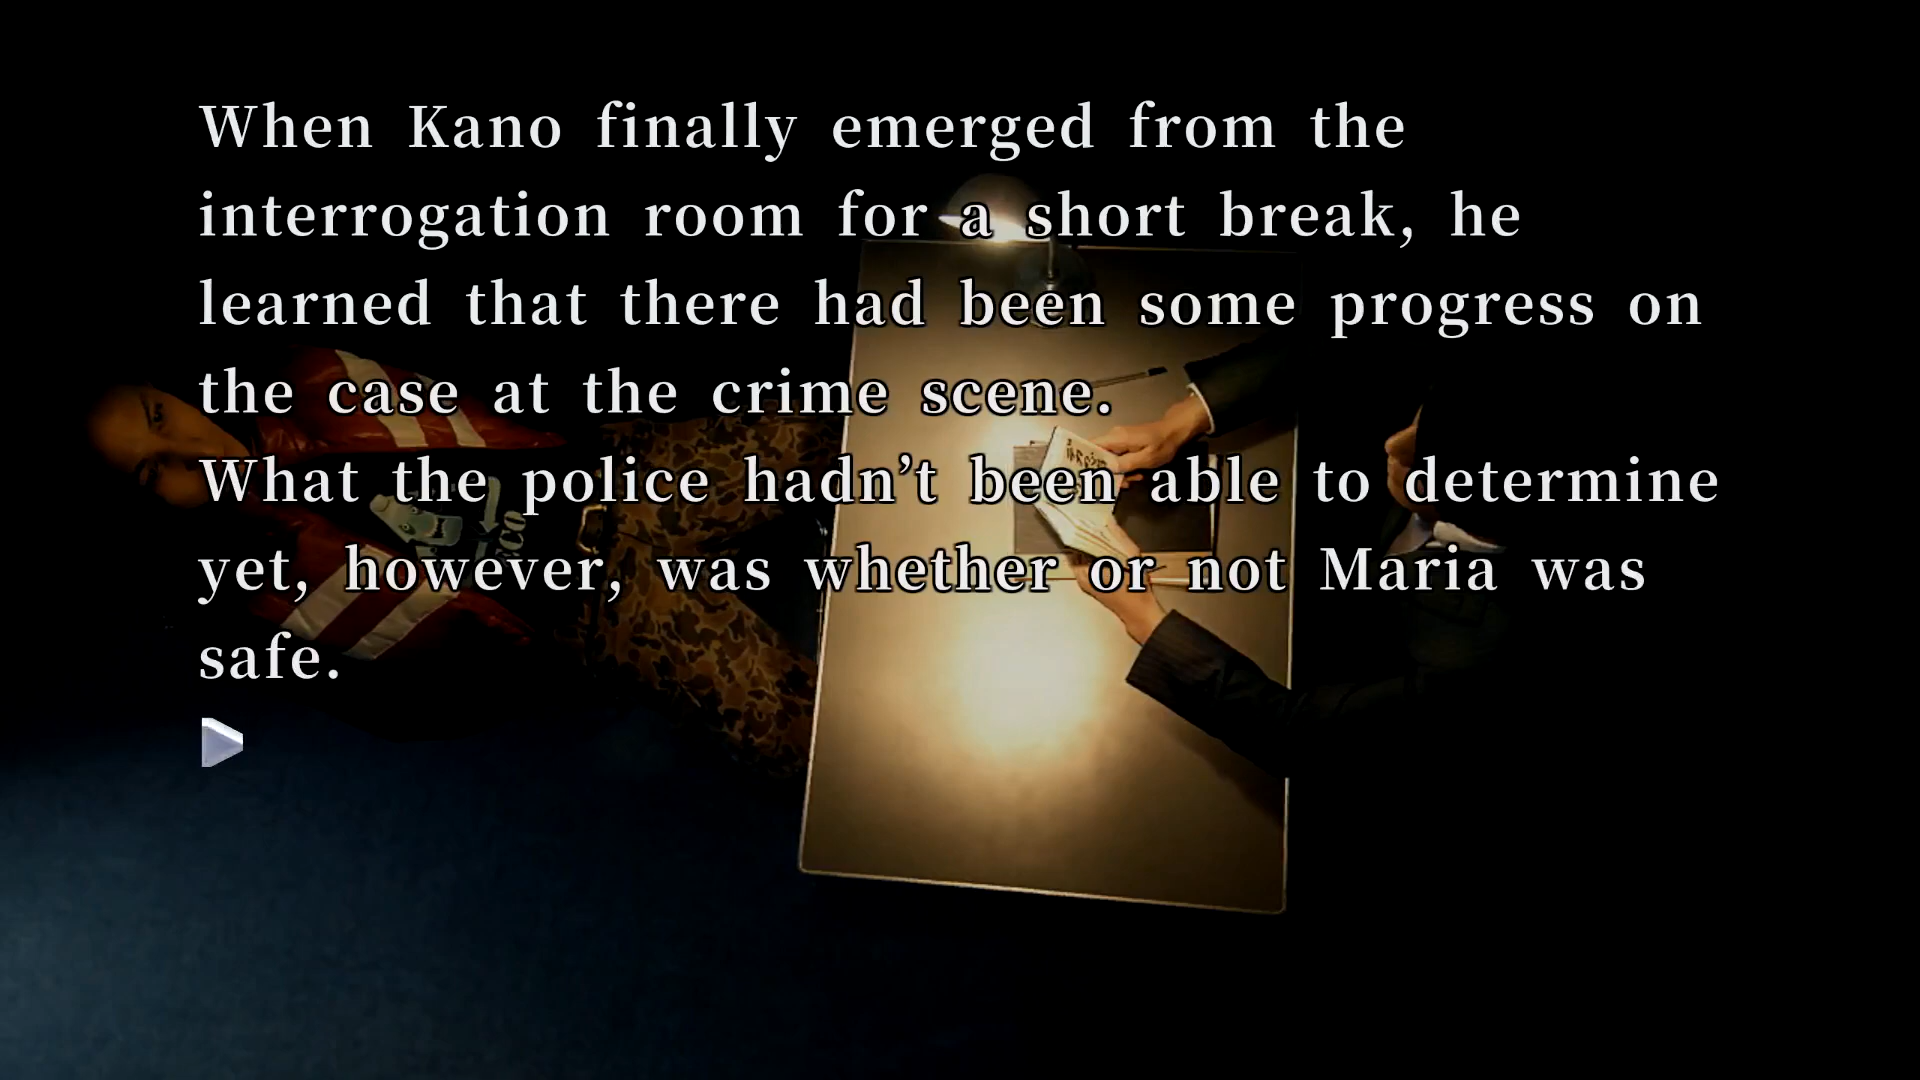 When Kano finally emerged from the
interrogation room for a short break, he
learned that there had been some progress on
the case at the crime scene.
What the police hadn’t been able to determine
yet, however, was whether or not Maria was
safe.